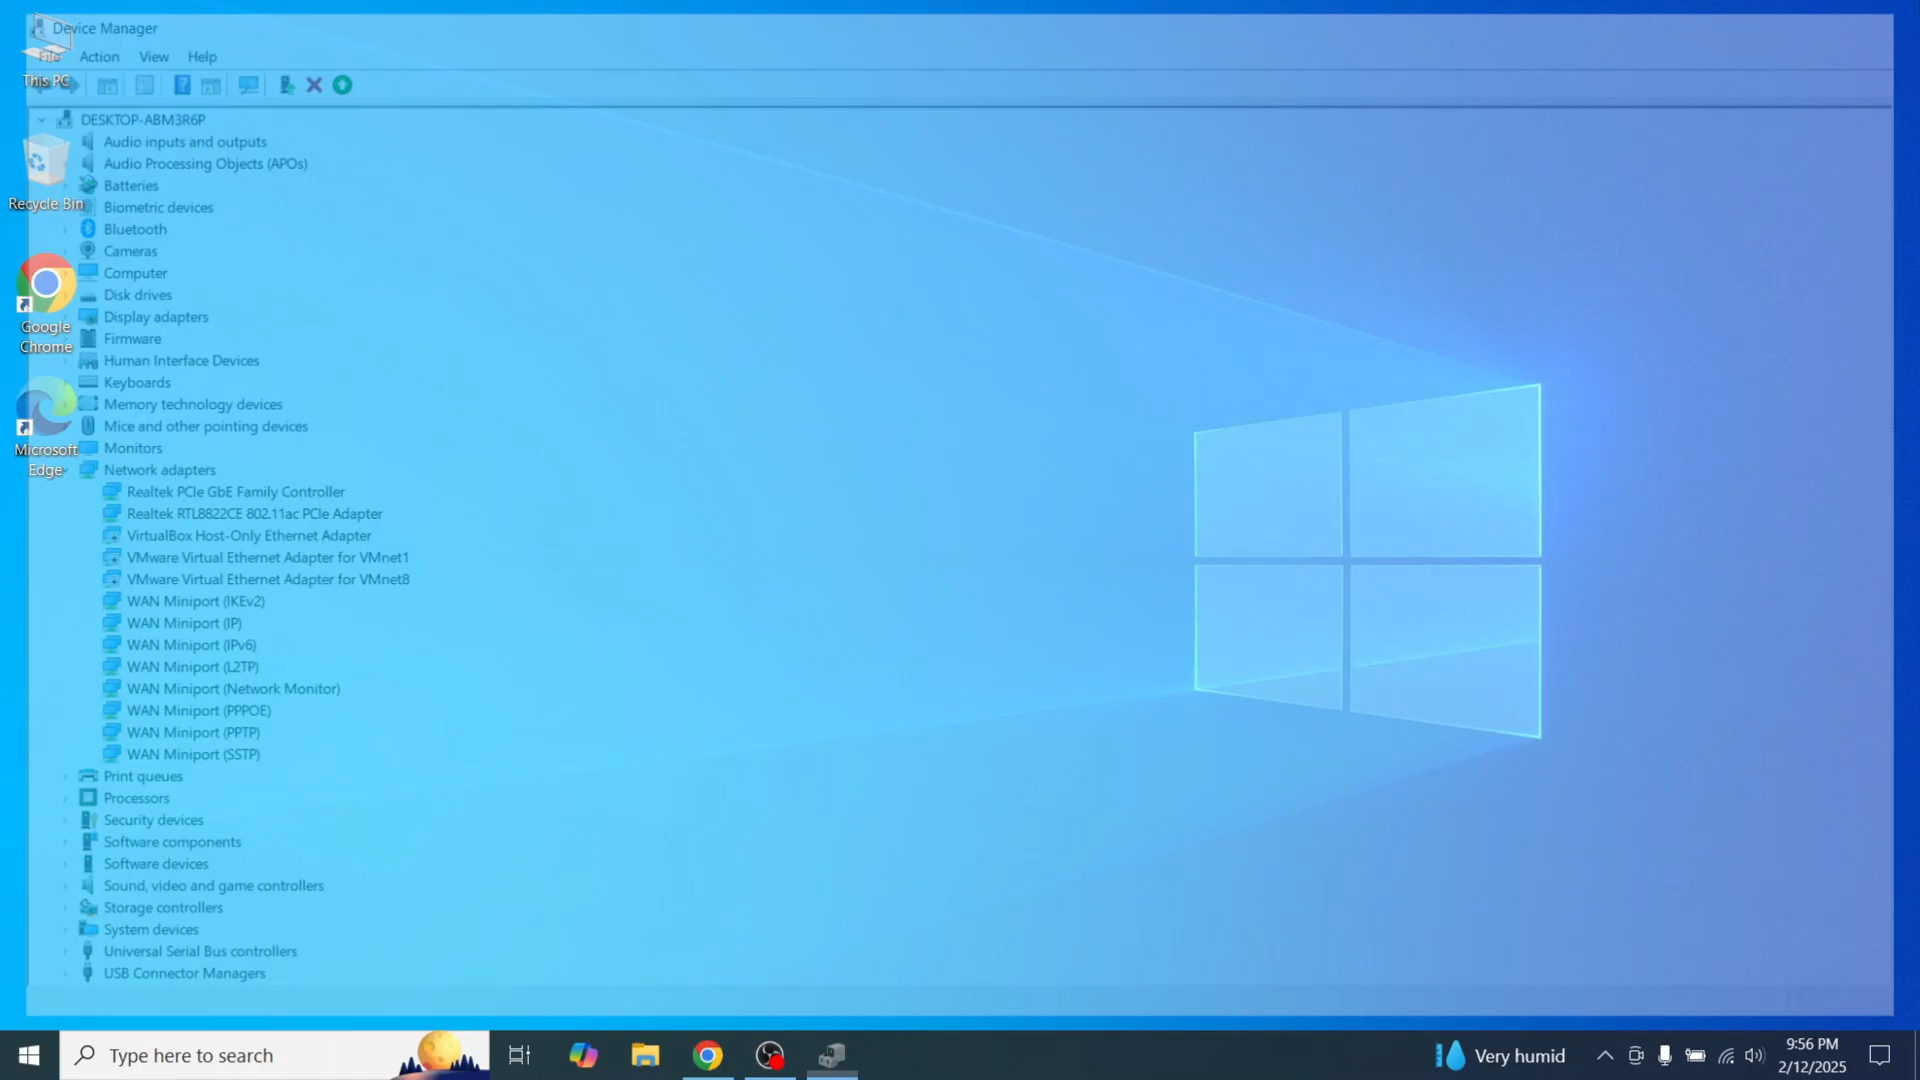 Device Manager
File Action View Help
This PC
Recycle Bin
Google
Chrome
Microsoft
Edge
DESKTOP-ABM3R6P
Audio inputs and outputs
Audio Processing Objects (APOs)
Batteries
Biometric devices
Bluetooth
Cameras
Computer
Disk drives
Display adapters
Firmware
Human Interface Devices
Keyboards
Memory technology devices
Mice and other pointing devices
Monitors
Network adapters
Realtek PCIe GbE Family Controller
Realtek RTL8822CE 802.11ac PCIe Adapter
VirtualBox Host-Only Ethernet Adapter
VMware Virtual Ethernet Adapter for VMnet1
VMware Virtual Ethernet Adapter for VMnet8
WAN Miniport (IKEv2)
WAN Miniport (IP)
WAN Miniport (IPv6)
WAN Miniport (L2TP)
WAN Miniport (Network Monitor)
WAN Miniport (PPPOE)
WAN Miniport (PPTP)
WAN Miniport (SSTP)
Print queues
Processors
Security devices
Software components
Software devices
Sound, video and game controllers
Storage controllers
System devices
Universal Serial Bus controllers
USB Connector Managers
Type here to search
Very humid
9:56 PM
2/12/2025